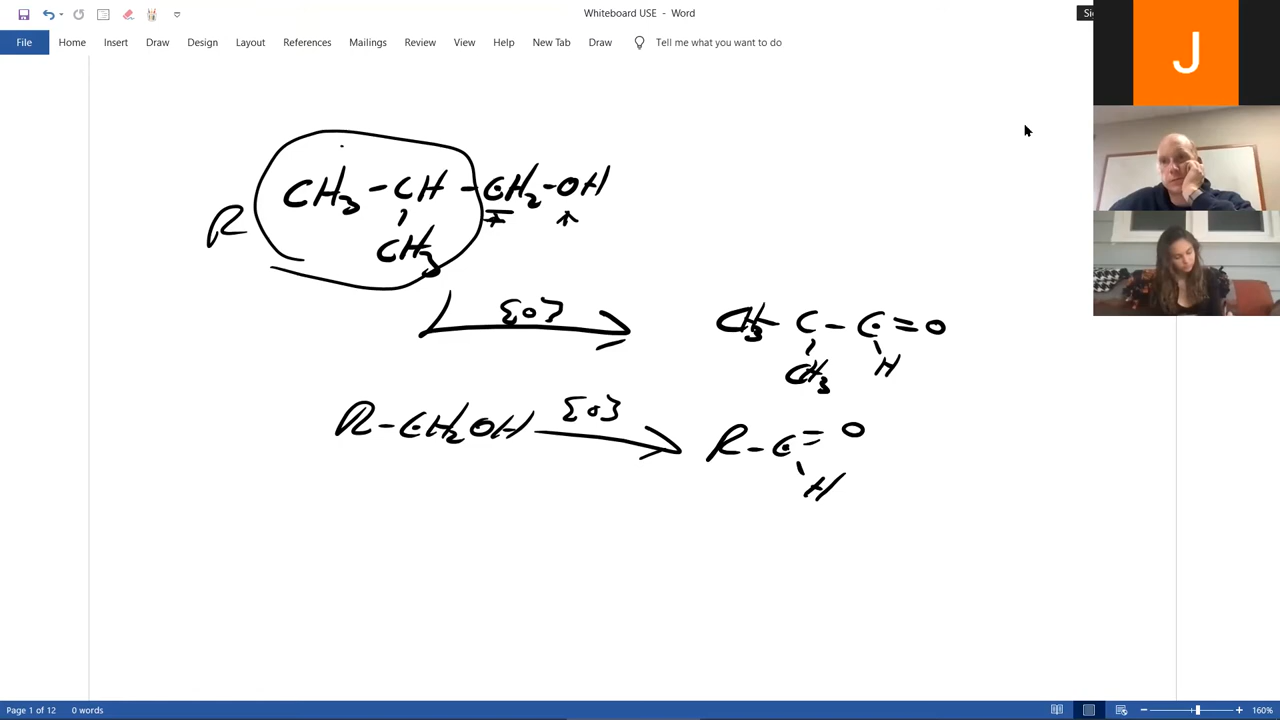 Whiteboard USE - Word
File Home Insert Draw Design Layout References Mailings Review View Help New Tab Draw Tell me what you want to do
J
CH3 - CH - CH2 - OH
R
CH3
{o}
CH3 - C - C = O
CH3 H
R - CH2OH {o} R - C = O
H
Page 1 of 12 0 words 160%